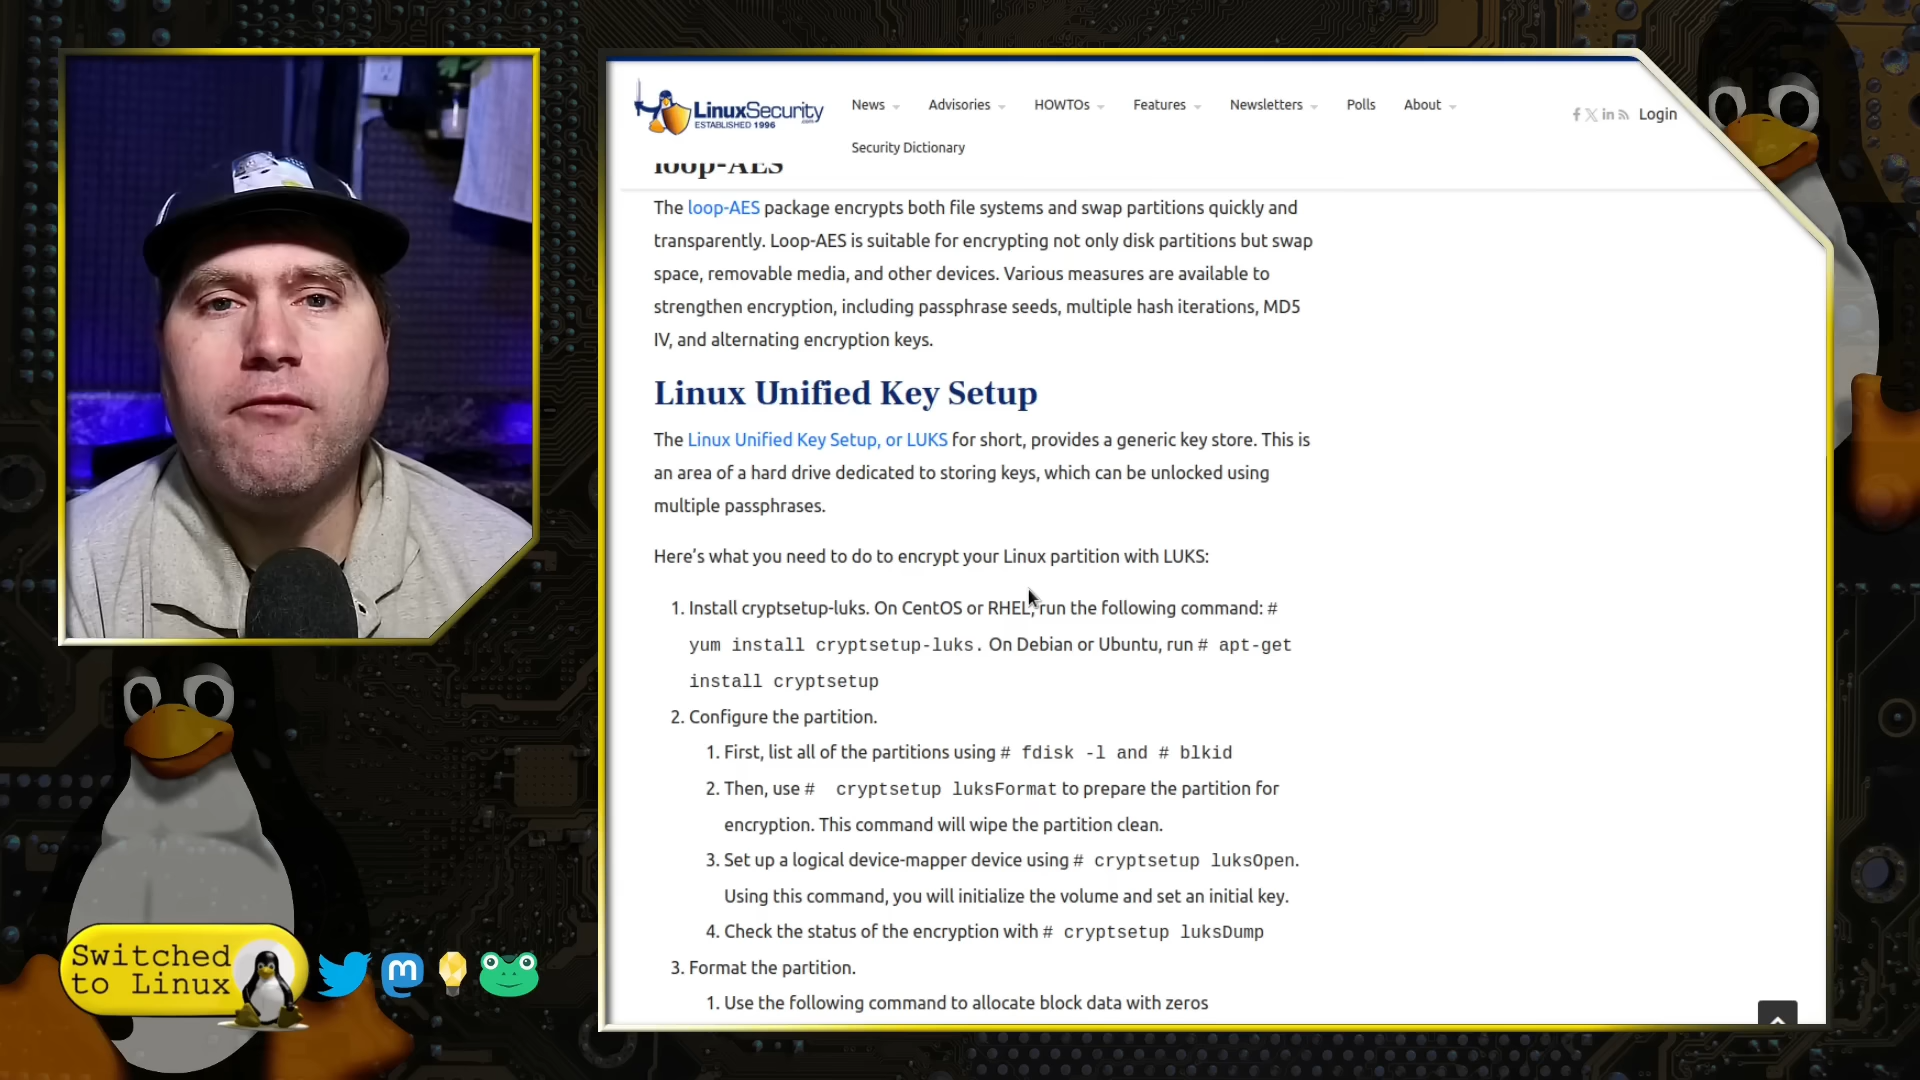 LinuxSecurity
.com
ESTABLISHED 1996
News
Advisories
HOWTOs
Features
Newsletters
Polls
About
Security Dictionary
Login
loop-AES
The loop-AES package encrypts both file systems and swap partitions quickly and
transparently. Loop-AES is suitable for encrypting not only disk partitions but swap
space, removable media, and other devices. Various measures are available to
strengthen encryption, including passphrase seeds, multiple hash iterations, MD5
IV, and alternating encryption keys.
Linux Unified Key Setup
The Linux Unified Key Setup, or LUKS for short, provides a generic key store. This is
an area of a hard drive dedicated to storing keys, which can be unlocked using
multiple passphrases.
Here’s what you need to do to encrypt your Linux partition with LUKS:
1. Install cryptsetup-luks. On CentOS or RHEL, run the following command: #
yum install cryptsetup-luks. On Debian or Ubuntu, run # apt-get
install cryptsetup
2. Configure the partition.
1. First, list all of the partitions using # fdisk -l and # blkid
2. Then, use # cryptsetup luksFormat to prepare the partition for
encryption. This command will wipe the partition clean.
3. Set up a logical device-mapper device using # cryptsetup luksOpen.
Using this command, you will initialize the volume and set an initial key.
4. Check the status of the encryption with # cryptsetup luksDump
3. Format the partition.
1. Use the following command to allocate block data with zeros
Switched
to Linux